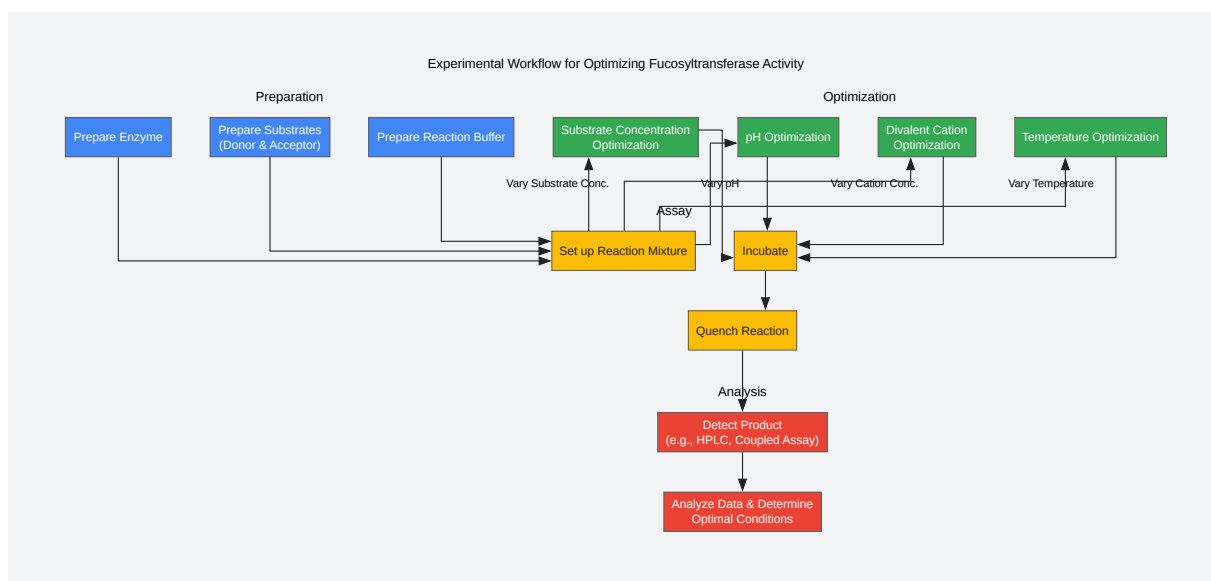 Experimental Workflow for Optimizing Fucosyltransferase Activity
Preparation
Optimization
Prepare Enzyme
Prepare Substrates
(Donor & Acceptor)
Prepare Reaction Buffer
Substrate Concentration
Optimization
pH Optimization
Divalent Cation
Optimization
Temperature Optimization
Vary Substrate Conc.
Vary pH
Vary Cation Conc.
Vary Temperature
Assay
Set up Reaction Mixture
Incubate
Quench Reaction
Analysis
Detect Product
(e.g., HPLC, Coupled Assay)
Analyze Data & Determine
Optimal Conditions